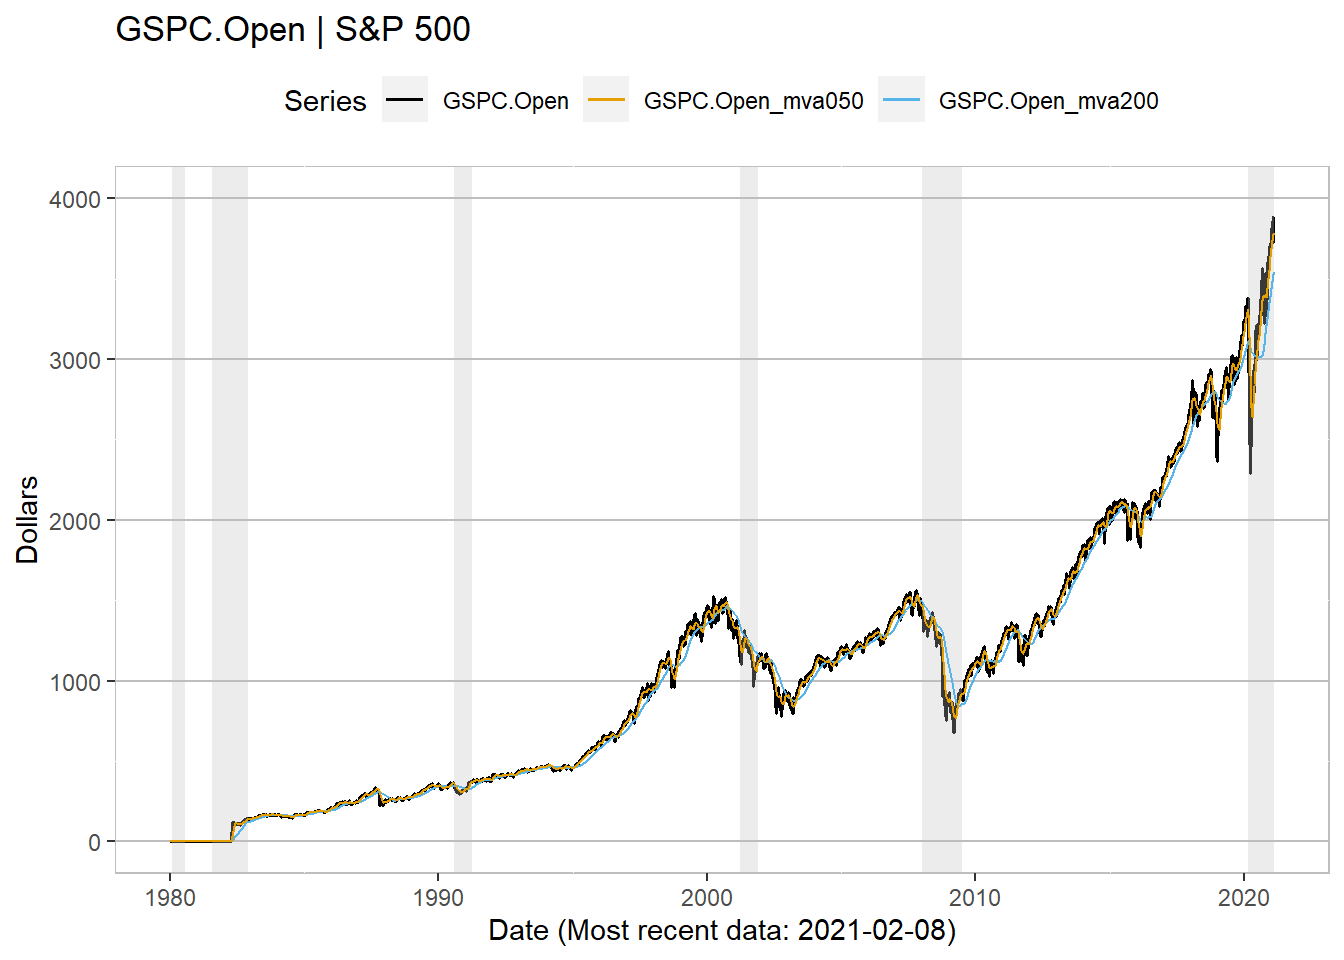 GSPC.Open | S&P 500
Series GSPC.Open GSPC.Open_mva050 GSPC.Open_mva200
4000
3000
2000
1000
0
Dollars
1980 1990 2000 2010 2020
Date (Most recent data: 2021-02-08)